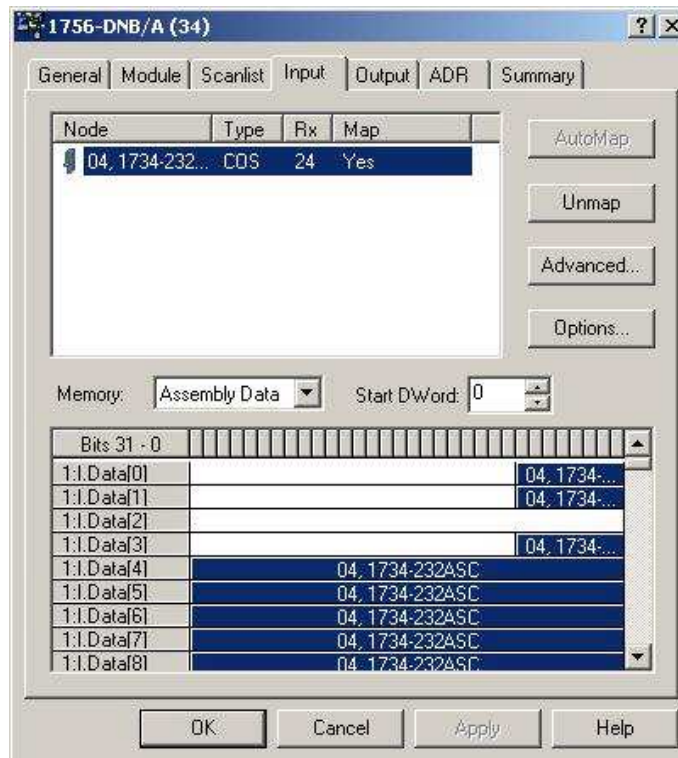 1756-DNB/A (34)
General Module Scanlist Input Output ADR Summary
Node Type Rx Map
04, 1734-232... COS 24 Yes
AutoMap
Unmap
Advanced...
Options...
Memory: Assembly Data Start DWord: 0
Bits 31 - 0
1:I.Data[0] 04, 1734-...
1:I.Data[1] 04, 1734-...
1:I.Data[2]
1:I.Data[3] 04, 1734-...
1:I.Data[4] 04, 1734-232ASC
1:I.Data[5] 04, 1734-232ASC
1:I.Data[6] 04, 1734-232ASC
1:I.Data[7] 04, 1734-232ASC
1:I.Data[8] 04, 1734-232ASC
OK Cancel Apply Help